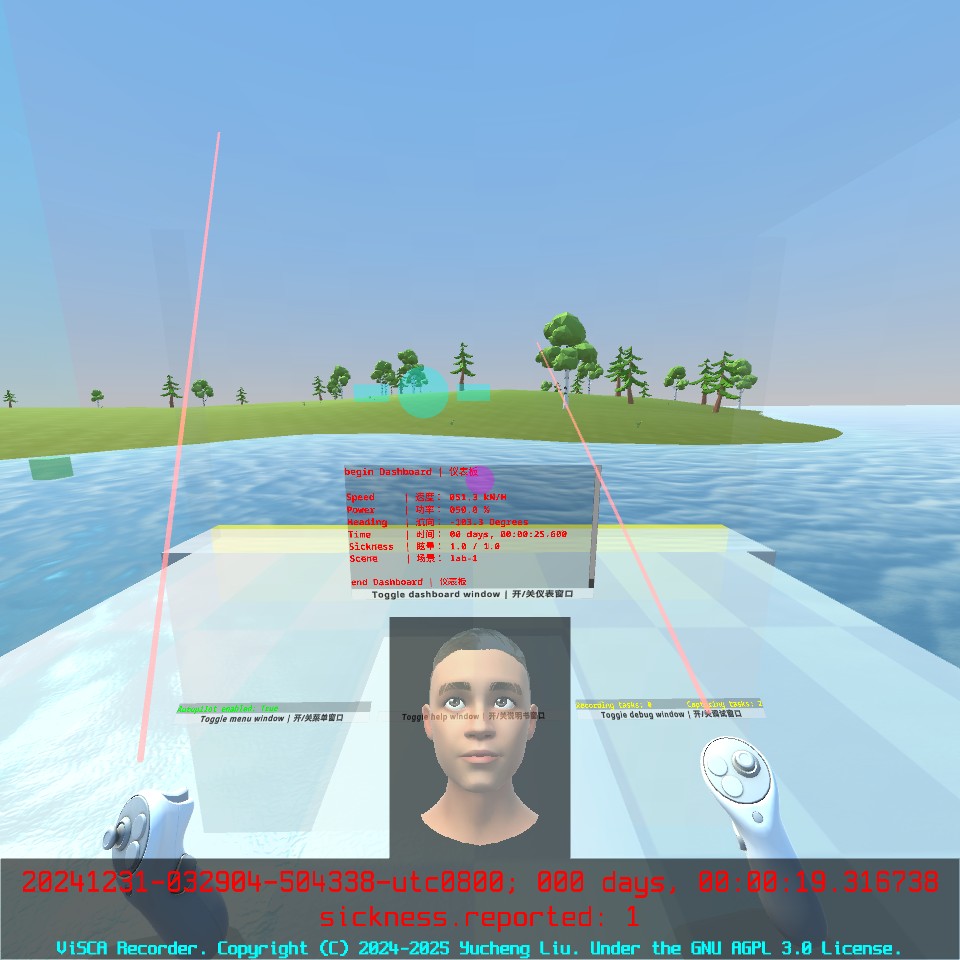 begin Dashboard | 仪表板
Speed | 速度: 051.3 kM/H
Power | 功率: 050.8 %
Heading | 航向: -103.3 Degrees
Time | 时间: 00 days, 00:00:25.600
Sickness | 眩晕: 1.0 / 1.0
Scene | 场景: lab-1
end Dashboard | 仪表板
Toggle dashboard window | 开/关仪表窗口
Autopilot enabled: True
Toggle menu window | 开/关菜单窗口
Toggle help window | 开/关说明书窗口
Recording tasks: 0 Capturing tasks: 2
Toggle debug window | 开/关调试窗口
20241231-032904-504338-utc0800; 000 days, 00:00:19.316738
sickness.reported: 1
ViSCA Recorder. Copyright (C) 2024-2025 Yucheng Liu. Under the GNU AGPL 3.0 License.